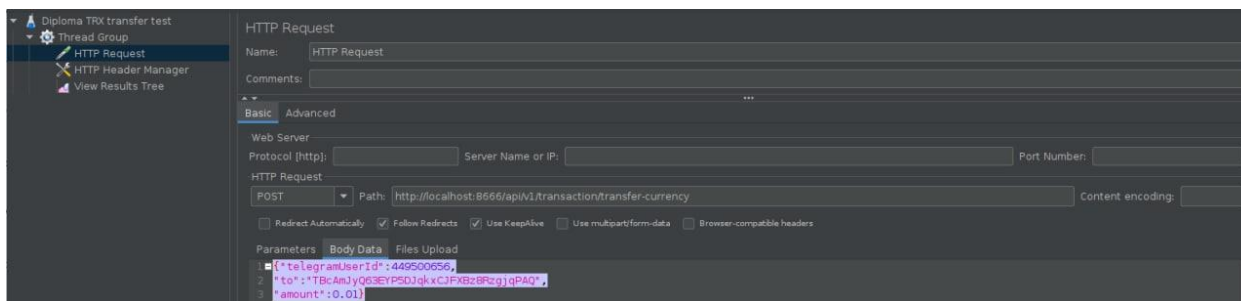 Diploma TRX transfer test
Thread Group
HTTP Request
HTTP Header Manager
View Results Tree
HTTP Request
Name: HTTP Request
Comments:
Basic Advanced
Web Server
Protocol [http]: Server Name or IP: Port Number:
HTTP Request
POST Path: http://localhost:8666/api/v1/transaction/transfer-currency Content encoding:
Redirect Automatically Follow Redirects Use KeepAlive Use multipart/form-data Browser-compatible headers
Parameters Body Data Files Upload
1 {"telegramUserId":449500656,
2 "to":"TBcAmJyQ63EYP5DJqkxCJFXBz8RzgjqPAQ",
3 "amount":0.01}